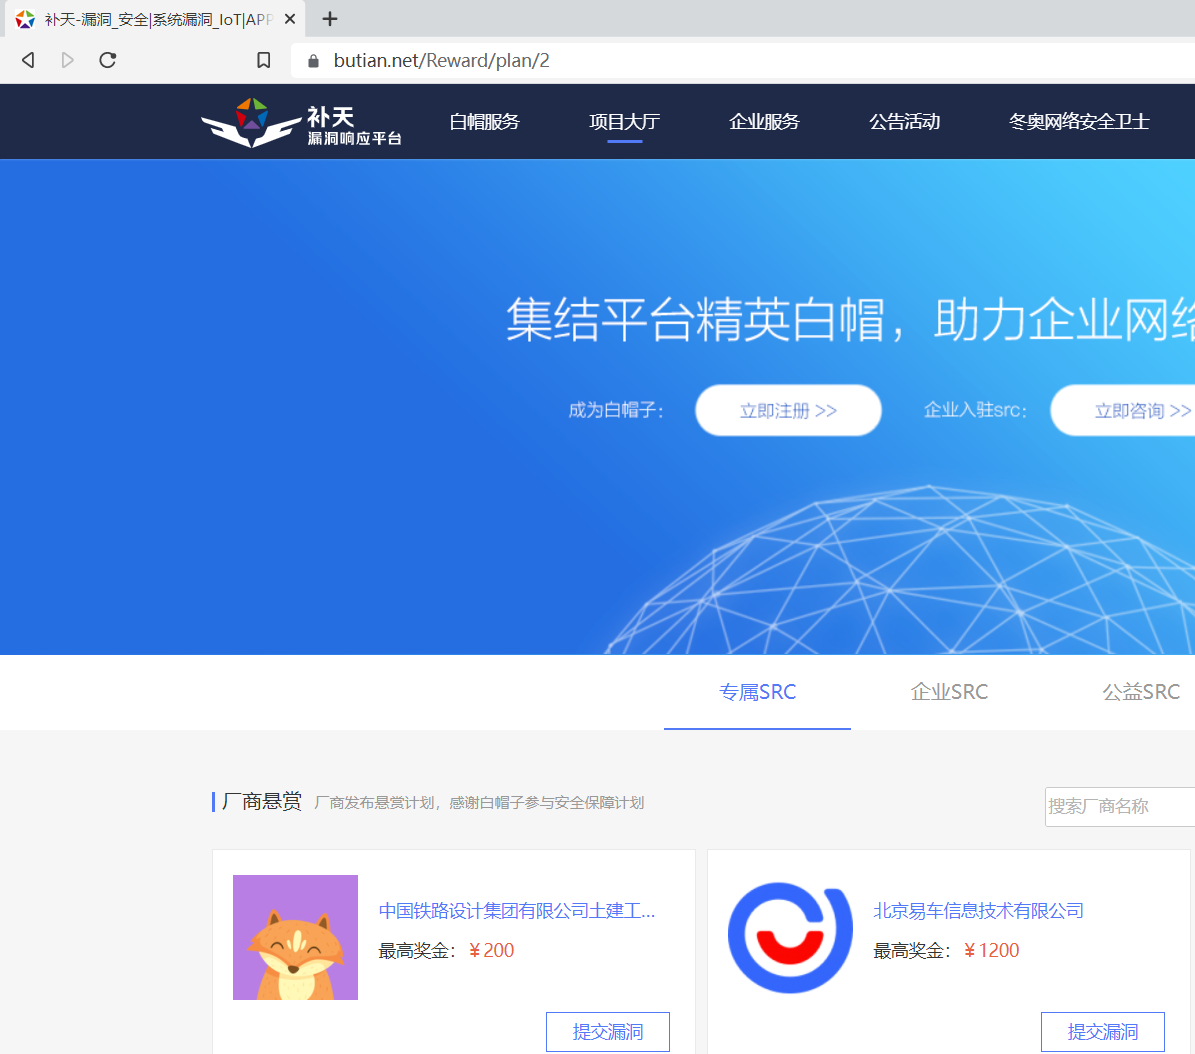 补天-漏洞_安全|系统漏洞_IoT|APP
butian.net/Reward/plan/2
补天
漏洞响应平台
白帽服务 项目大厅 企业服务 公告活动 冬奥网络安全卫士
集结平台精英白帽，助力企业网络
成为白帽子： 立即注册 >> 企业入驻src： 立即咨询 >>
专属SRC 企业SRC 公益SRC
厂商悬赏 厂商发布悬赏计划，感谢白帽子参与安全保障计划
搜索厂商名称
中国铁路设计集团有限公司土建工...
最高奖金：￥200
提交漏洞
北京易车信息技术有限公司
最高奖金：￥1200
提交漏洞